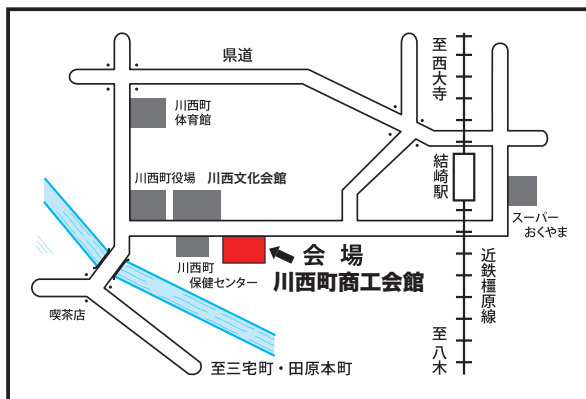 至西大寺
県道
川西町
体育館
川西町役場
川西文化会館
結崎駅
スーパー
おくやま
会場
川西町商工会館
川西町
保健センター
近鉄橿原線
喫茶店
至八木
至三宅町・田原本町